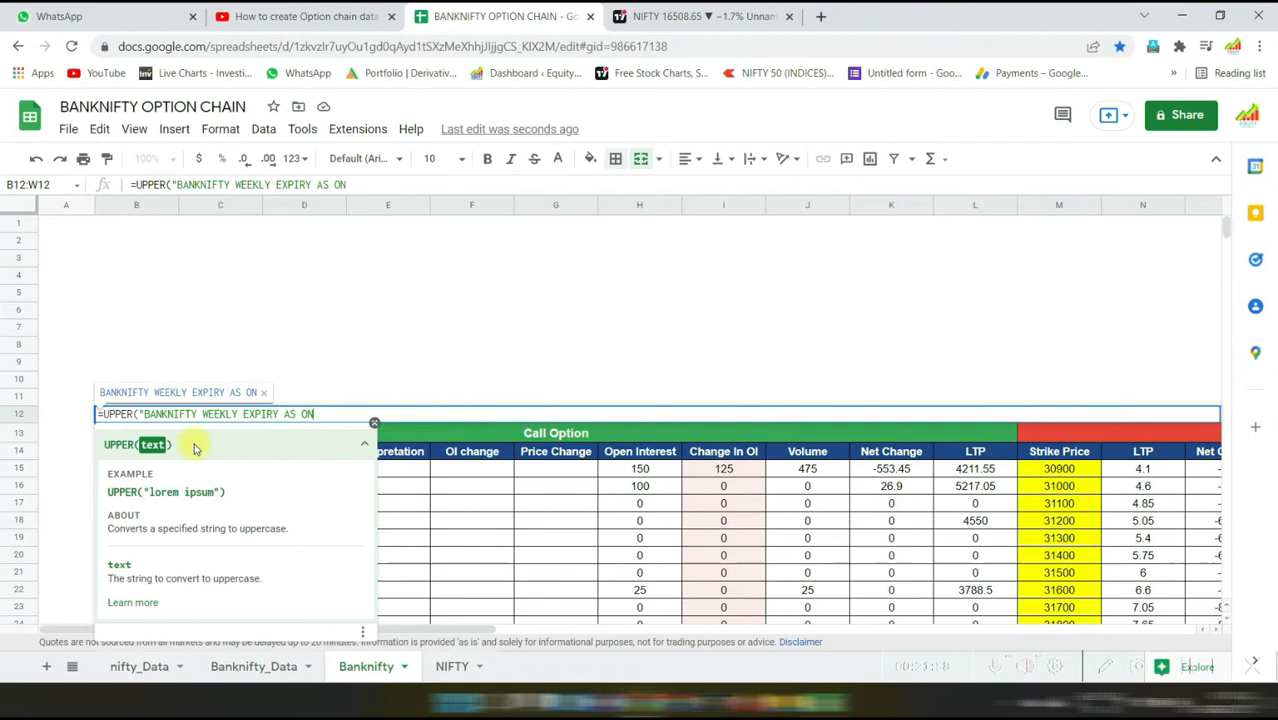 WhatsApp × How to create Option chain data × BANKNIFTY OPTION CHAIN - Go × NIFTY 16508.65 ▼ −1.7% Unnam × +
docs.google.com/spreadsheets/d/1zkvzIr7uyOu1gd0qAyd1tSXzMeXhhjJIjjgCS_KIX2M/edit#gid=986617138
Apps YouTube Live Charts - Investi... WhatsApp Portfolio | Derivativ... Dashboard ‹ Equity... Free Stock Charts, S... NIFTY 50 (INDICES)... Untitled form - Goo... Payments – Google... » Reading list
BANKNIFTY OPTION CHAIN
File Edit View Insert Format Data Tools Extensions Help Last edit was seconds ago
Share
100% $ % .0 .00 123 Default (Ari... 10 B I S A
B12:W12 fx =UPPER("BANKNIFTY WEEKLY EXPIRY AS ON
A B C D E F G H I J K L M N
1
2
3
4
5
6
7
8
9
10
11 BANKNIFTY WEEKLY EXPIRY AS ON ×
12 =UPPER("BANKNIFTY WEEKLY EXPIRY AS ON
13 Call Option
14 pretation OI change Price Change Open Interest Change In OI Volume Net Change LTP Strike Price LTP Net C
15 150 125 475 -553.45 4211.55 30900 4.1
16 100 0 0 26.9 5217.05 31000 4.6
17 0 0 0 0 0 31100 4.85
18 0 0 0 0 4550 31200 5.05
19 0 0 0 0 0 31300 5.4
20 0 0 0 0 0 31400 5.75
21 0 0 0 0 0 31500 6
22 25 0 25 0 3788.5 31600 6.6
23 0 0 0 0 0 31700 7.05
UPPER(text)
EXAMPLE
UPPER("lorem ipsum")
ABOUT
Converts a specified string to uppercase.
text
The string to convert to uppercase.
Learn more
Quotes are not sourced from all markets and may be delayed up to 20 minutes. Information is provided 'as is' and solely for informational purposes, not for trading purposes or advice. Disclaimer
+ nifty_Data Banknifty_Data Banknifty NIFTY 00:21:58 Explore